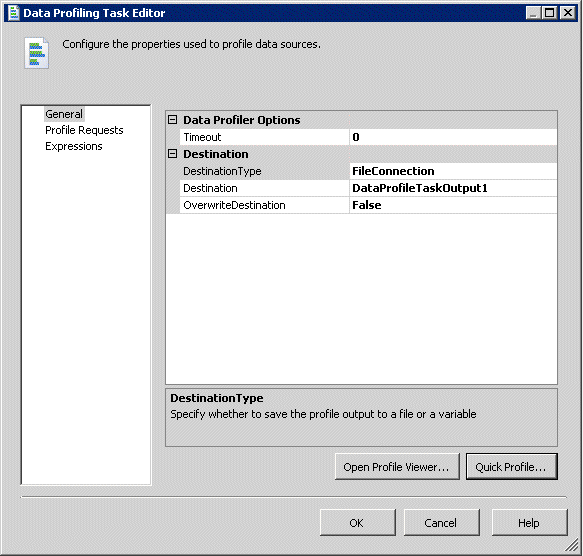 Data Profiling Task Editor
Configure the properties used to profile data sources.
General
Profile Requests
Expressions
Data Profiler Options
Timeout 0
Destination
DestinationType FileConnection
Destination DataProfileTaskOutput1
OverwriteDestination False
DestinationType
Specify whether to save the profile output to a file or a variable
Open Profile Viewer... Quick Profile...
OK Cancel Help